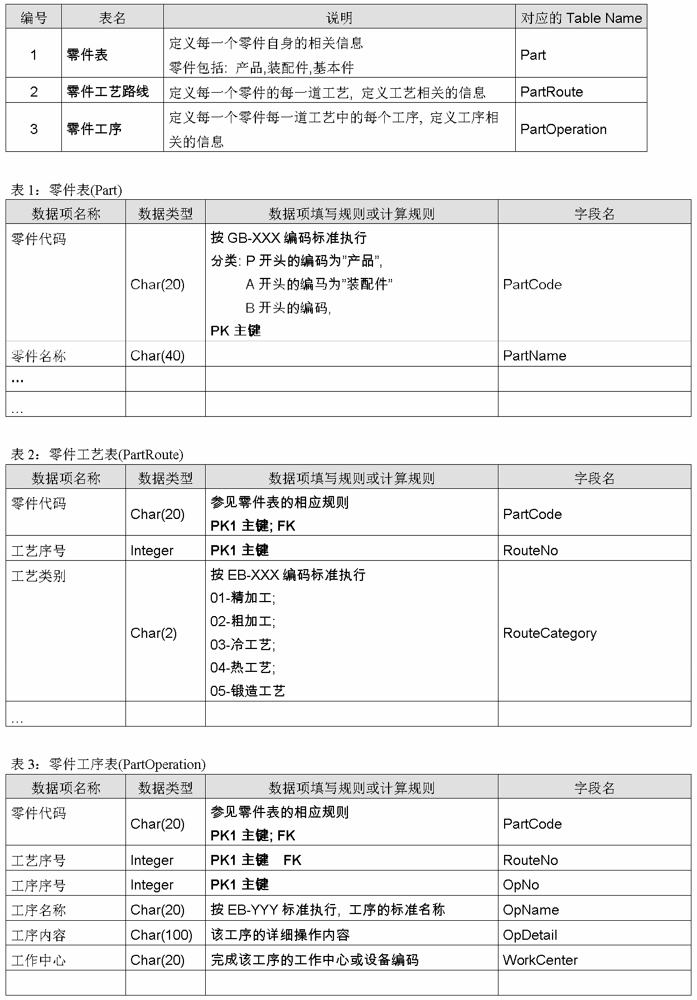 编号 表名 说明 对应的 Table Name
1 零件表 定义每一个零件自身的相关信息 Part
零件包括: 产品,装配件,基本件
2 零件工艺路线 定义每一个零件的每一道工艺, 定义工艺相关的信息 PartRoute
3 零件工序 定义每一个零件每一道工艺中的每个工序, 定义工序相 PartOperation
关的信息
表 1: 零件表(Part)
数据项名称 数据类型 数据项填写规则或计算规则 字段名
零件代码 Char(20) 按 GB-XXX 编码标准执行 PartCode
分类: P 开头的编码为”产品”,
A 开头的编马为”装配件”
B 开头的编码,
PK 主键
零件名称 Char(40) PartName
...
...
表 2: 零件工艺表(PartRoute)
数据项名称 数据类型 数据项填写规则或计算规则 字段名
零件代码 Char(20) 参见零件表的相应规则 PartCode
PK1 主键; FK
工艺序号 Integer PK1 主键 RouteNo
工艺类别 Char(2) 按 EB-XXX 编码标准执行 RouteCategory
01-精加工;
02-粗加工;
03-冷工艺;
04-热工艺;
05-锻造工艺
...
表 3: 零件工序表(PartOperation)
数据项名称 数据类型 数据项填写规则或计算规则 字段名
零件代码 Char(20) 参见零件表的相应规则 PartCode
PK1 主键; FK
工艺序号 Integer PK1 主键 FK RouteNo
工序序号 Integer PK1 主键 OpNo
工序名称 Char(20) 按 EB-YYY 标准执行, 工序的标准名称 OpName
工序内容 Char(100) 该工序的详细操作内容 OpDetail
工作中心 Char(20) 完成该工序的工作中心或设备编码 WorkCenter